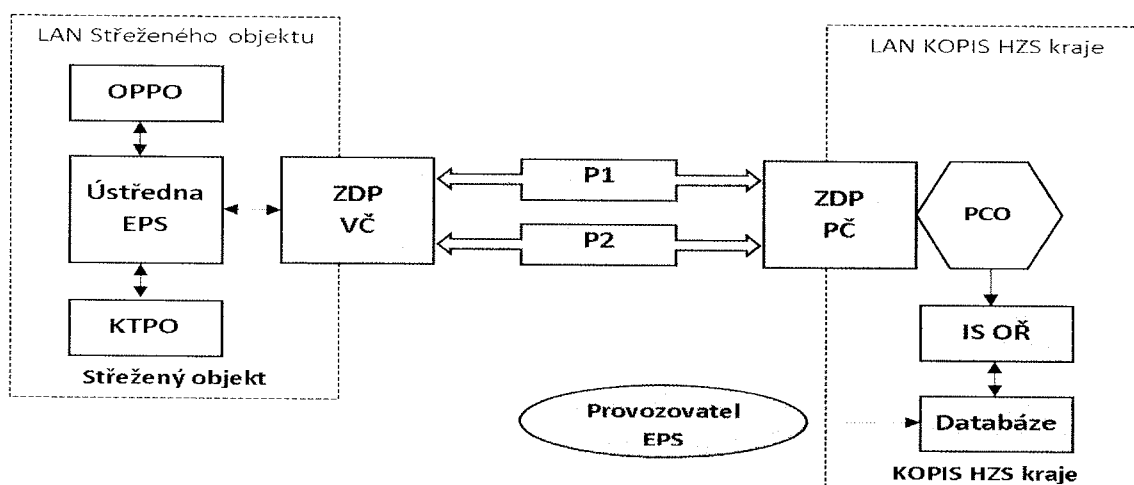 LAN Střeženého objektu
OPPO
Ústředna
EPS
KTPO
Střežený objekt
ZDP
VČ
P1
P2
LAN KOPIS HZS kraje
ZDP
PČ
PCO
IS OŘ
Databáze
KOPIS HZS kraje
Provozovatel
EPS